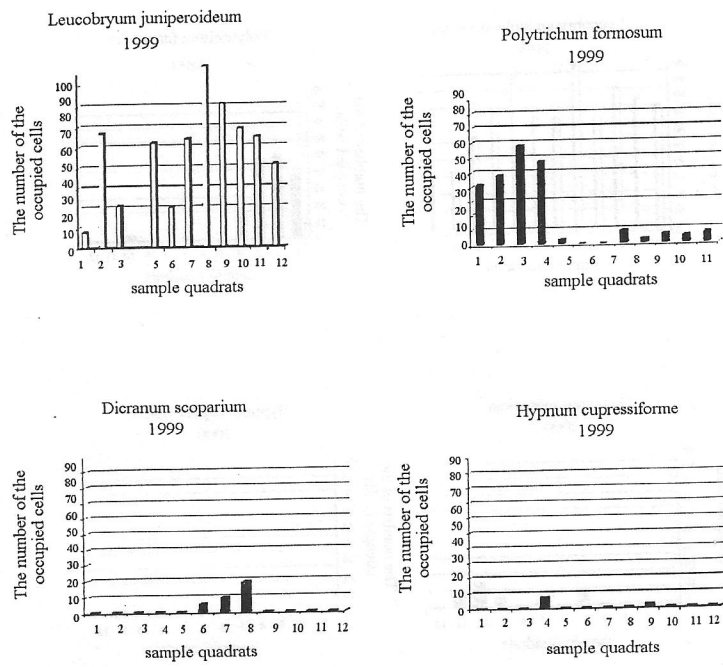 Leucobryum juniperoideum
1999
The number of the
occupied cells
100
90
80
70
60
50
40
30
20
10
0
1 2 3 5 6 7 8 9 10 11 12
sample quadrats
Polytrichum formosum
1999
The number of the
occupied cells
90
80
70
60
50
40
30
20
10
0
1 2 3 4 5 6 7 8 9 10 11
sample quadrats
Dicranum scoparium
1999
The number of the
occupied cells
90
80
70
60
50
40
30
20
10
0
1 2 3 4 5 6 7 8 9 10 11 12
sample quadrats
Hypnum cupressiforme
1999
The number of the
occupied cells
90
80
70
60
50
40
30
20
10
0
1 2 3 4 5 6 7 8 9 10 11 12
sample quadrats